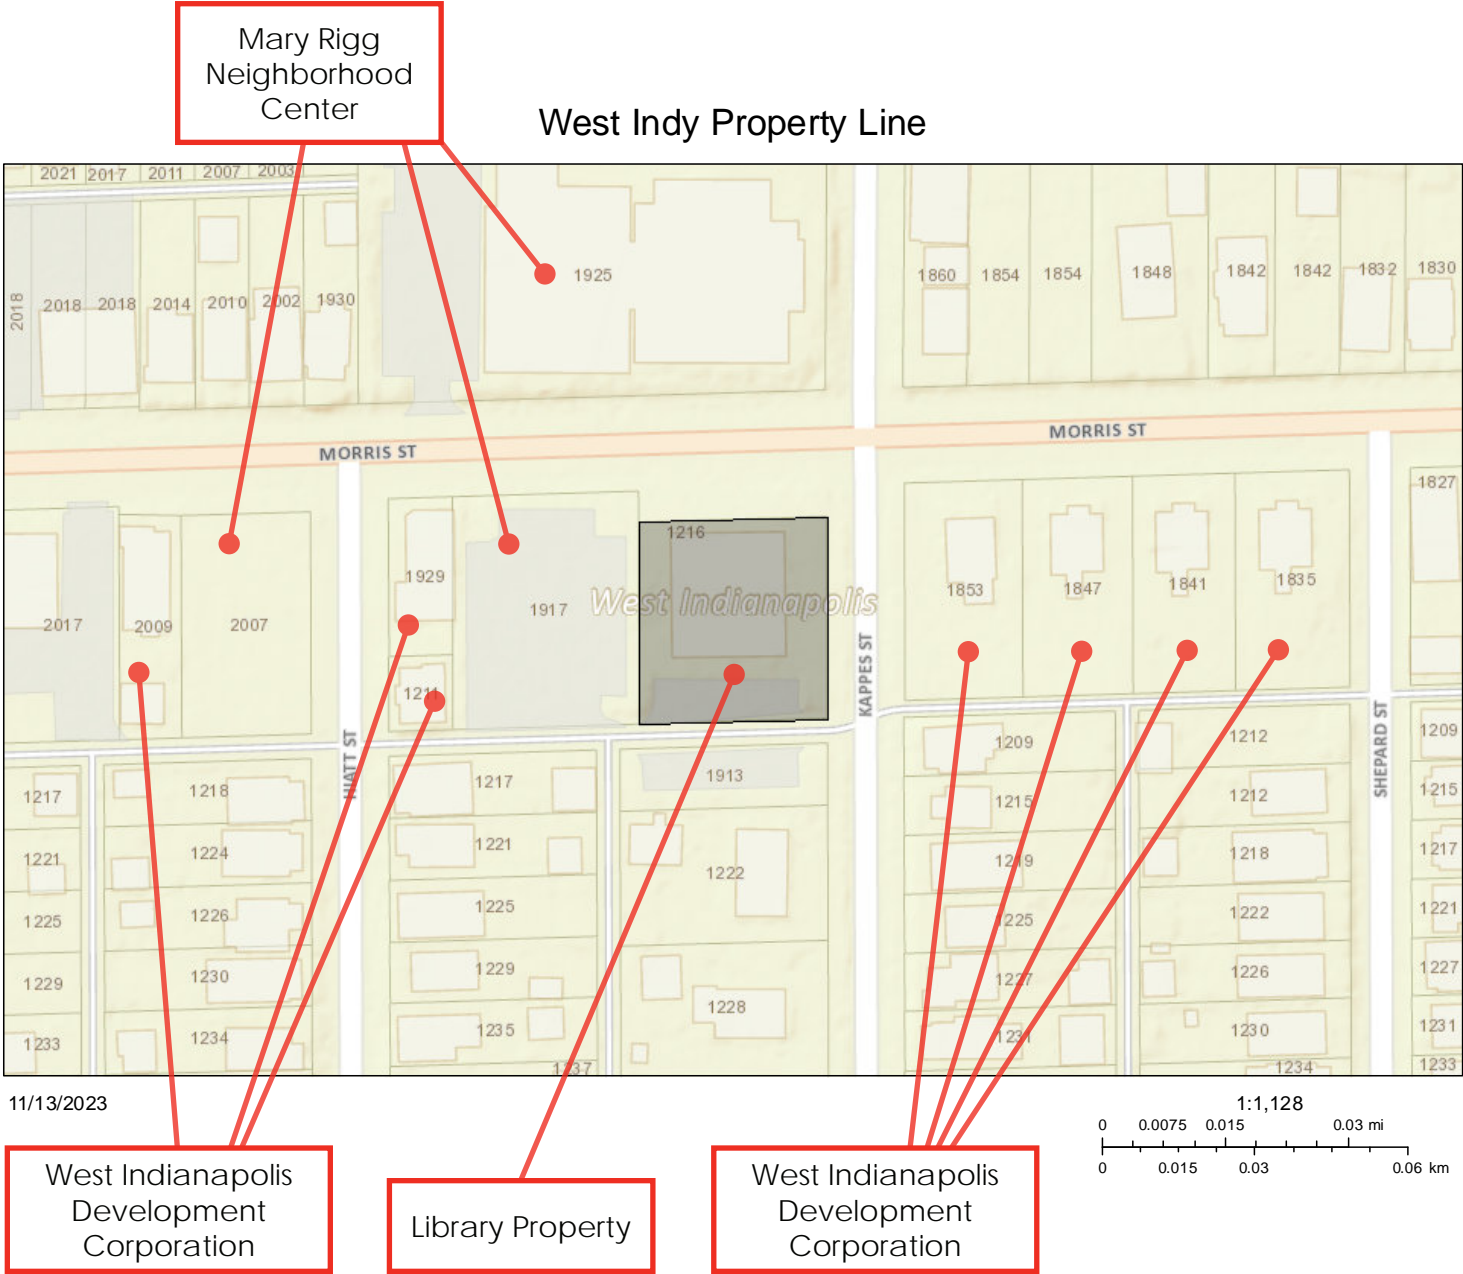 Mary Rigg
Neighborhood
Center
West Indy Property Line
2021 2017 2011 2007 2003
2018 2018 2018 2014 2010 2002 1930
1925
1860 1854 1854 1848 1842 1842 1832 1830
MORRIS ST
MORRIS ST
2017 2009 2007
1929
1211
1917
1216
West Indianapolis
KAPPES ST
1853 1847 1841 1835
1827
HIATT ST
SHEPARD ST
1217 1218 1217 1913 1209 1212 1209
1215 1212 1215
1221 1224 1221 1222 1219 1218 1217
1225 1226 1225 1225 1222 1221
1229 1230 1229 1228 1227 1226 1227
1233 1234 1235 1231 1230 1231
1237 1234 1233
11/13/2023
1:1,128
0 0.0075 0.015 0.03 mi
0 0.015 0.03 0.06 km
West Indianapolis
Development
Corporation
Library Property
West Indianapolis
Development
Corporation